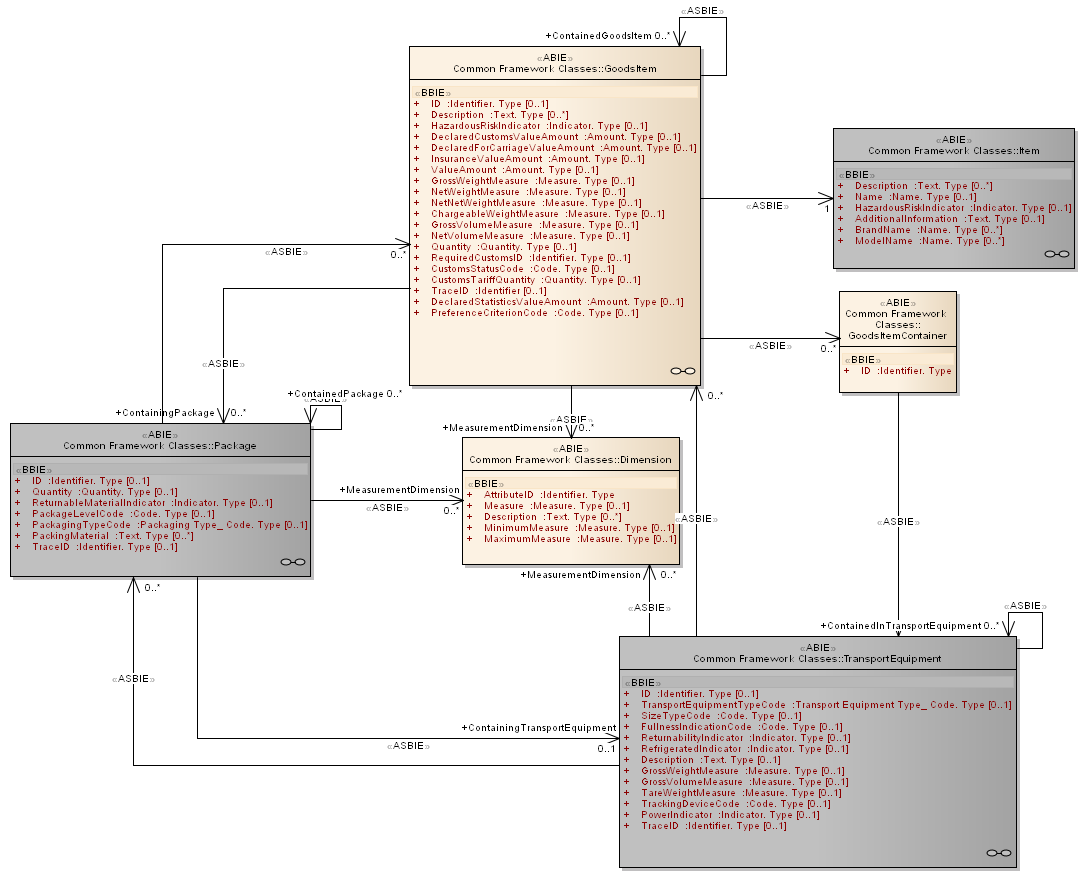 «ASBIE»
+ContainedGoodsItem 0..*
«ABIE»
Common Framework Classes::GoodsItem
«BBIE»
+ ID :Identifier. Type [0..1]
+ Description :Text. Type [0..*]
+ HazardousRiskIndicator :Indicator. Type [0..1]
+ DeclaredCustomsValueAmount :Amount. Type [0..1]
+ DeclaredForCarriageValueAmount :Amount. Type [0..1]
+ InsuranceValueAmount :Amount. Type [0..1]
+ ValueAmount :Amount. Type [0..1]
+ GrossWeightMeasure :Measure. Type [0..1]
+ NetWeightMeasure :Measure. Type [0..1]
+ NetNetWeightMeasure :Measure. Type [0..1]
+ ChargeableWeightMeasure :Measure. Type [0..1]
+ GrossVolumeMeasure :Measure. Type [0..1]
+ NetVolumeMeasure :Measure. Type [0..1]
+ Quantity :Quantity. Type [0..1]
+ RequiredCustomsID :Identifier. Type [0..1]
+ CustomsStatusCode :Code. Type [0..1]
+ CustomsTariffQuantity :Quantity. Type [0..1]
+ TraceID :Identifier [0..1]
+ DeclaredStatisticsValueAmount :Amount. Type [0..1]
+ PreferenceCriterionCode :Code. Type [0..1]
«ABIE»
Common Framework Classes::Item
«BBIE»
+ Description :Text. Type [0..*]
+ Name :Name. Type [0..1]
+ HazardousRiskIndicator :Indicator. Type [0..1]
+ AdditionalInformation :Text. Type [0..1]
+ BrandName :Name. Type [0..*]
+ ModelName :Name. Type [0..*]
«ASBIE»
1
«ASBIE»
0..*
«ABIE»
Common Framework
Classes::
GoodsItemContainer
«BBIE»
+ ID :Identifier. Type
«ASBIE»
0..*
«ASBIE»
+ContainingPackage 0..*
+ContainedPackage 0..*
«ASBIE»
«ABIE»
Common Framework Classes::Package
«BBIE»
+ ID :Identifier. Type [0..1]
+ Quantity :Quantity. Type [0..1]
+ ReturnableMaterialIndicator :Indicator. Type [0..1]
+ PackageLevelCode :Code. Type [0..1]
+ PackagingTypeCode :Packaging Type_ Code. Type [0..1]
+ PackingMaterial :Text. Type [0..*]
+ TraceID :Identifier. Type [0..1]
«ASBIE»
+MeasurementDimension 0..*
0..*
«ABIE»
Common Framework Classes::Dimension
«BBIE»
+ AttributeID :Identifier. Type
+ Measure :Measure. Type [0..1]
+ Description :Text. Type [0..*]
+ MinimumMeasure :Measure. Type [0..1]
+ MaximumMeasure :Measure. Type [0..1]
+MeasurementDimension
«ASBIE»
0..*
+MeasurementDimension 0..*
«ASBIE»
«ASBIE»
«ASBIE»
0..*
«ASBIE»
«ASBIE»
+ContainedInTransportEquipment 0..*
+ContainingTransportEquipment
«ASBIE»
0..1
«ABIE»
Common Framework Classes::TransportEquipment
«BBIE»
+ ID :Identifier. Type [0..1]
+ TransportEquipmentTypeCode :Transport Equipment Type_ Code. Type [0..1]
+ SizeTypeCode :Code. Type [0..1]
+ FullnessIndicationCode :Code. Type [0..1]
+ ReturnabilityIndicator :Indicator. Type [0..1]
+ RefrigeratedIndicator :Indicator. Type [0..1]
+ Description :Text. Type [0..1]
+ GrossWeightMeasure :Measure. Type [0..1]
+ GrossVolumeMeasure :Measure. Type [0..1]
+ TareWeightMeasure :Measure. Type [0..1]
+ TrackingDeviceCode :Code. Type [0..1]
+ PowerIndicator :Indicator. Type [0..1]
+ TraceID :Identifier. Type [0..1]